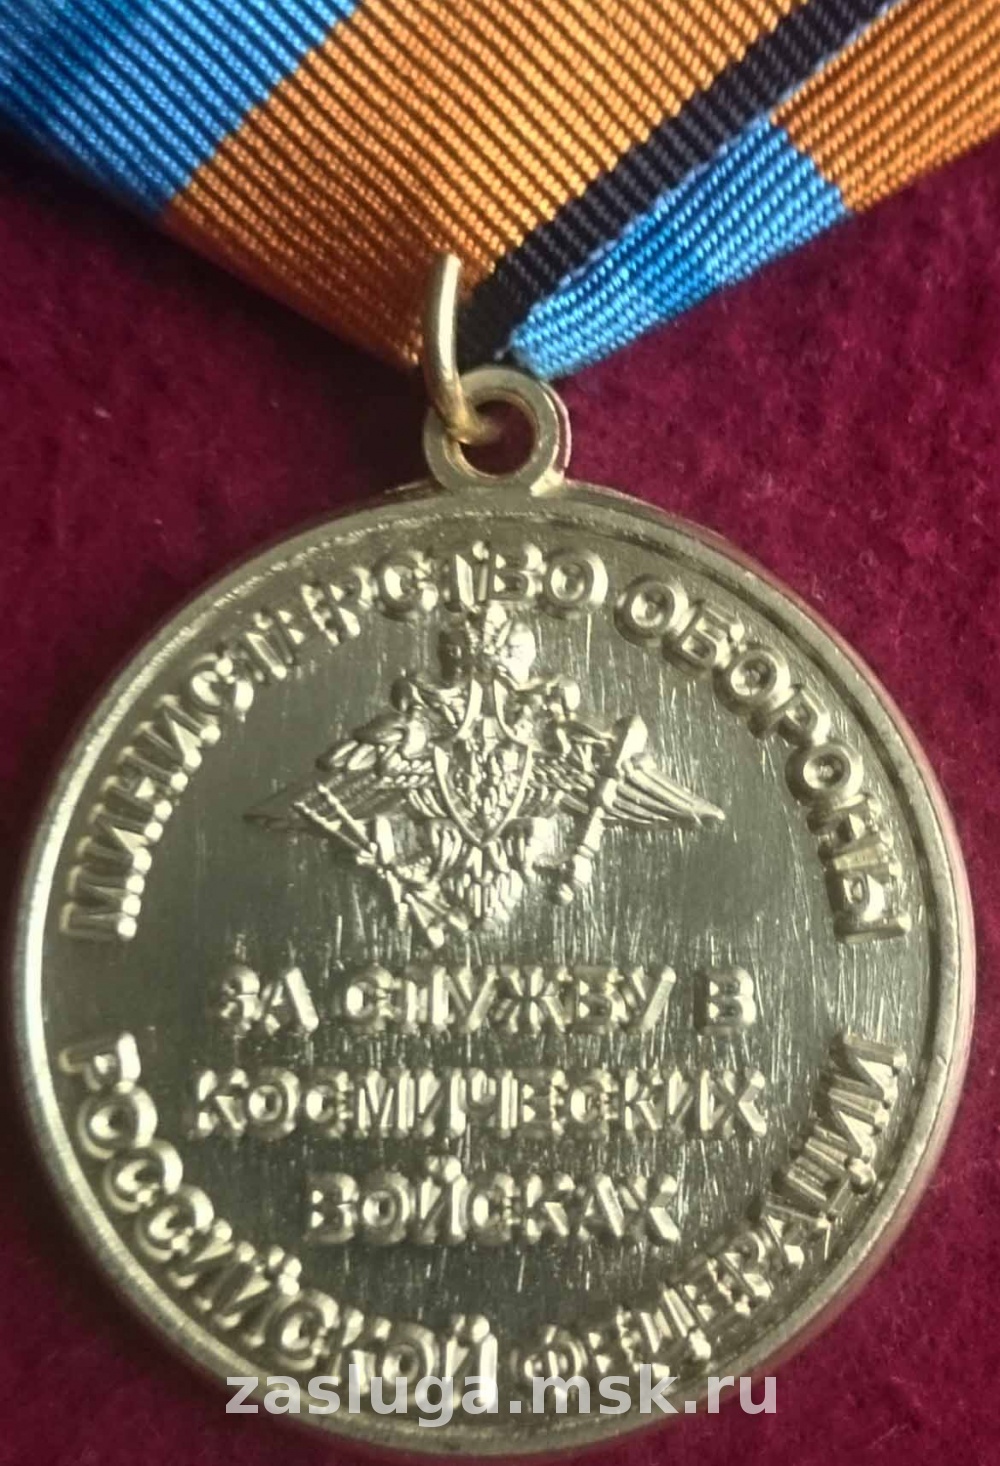 МИНИСТЕРСТВО ОБОРОНЫ
ЗА СЛУЖБУ В
КОСМИЧЕСКИХ
ВОЙСКАХ
РОССИЙСКОЙ ФЕДЕРАЦИИ
zasluga.msk.ru